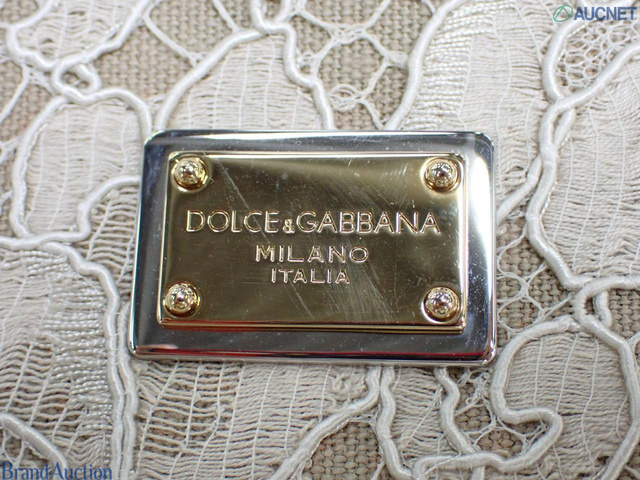 AUCNET
DOLCE&GABBANA
MILANO
ITALIA
BrandAuction